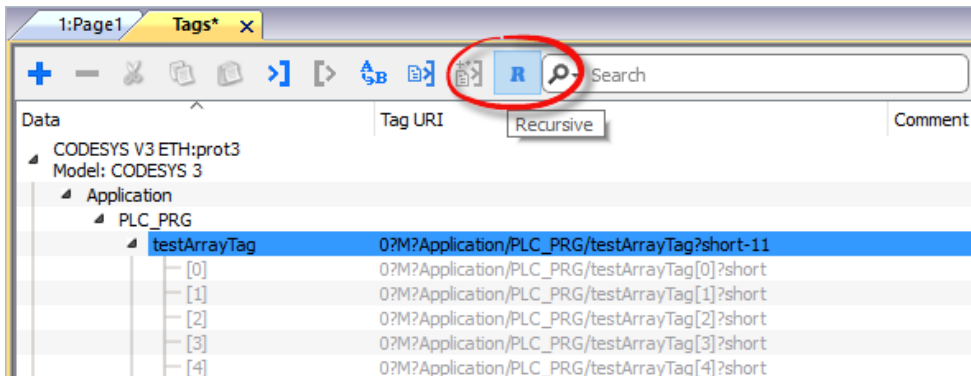 1:Page1 Tags*
R Search
Data Tag URI Comment
Recursive
CODESYS V3 ETH:prot3
Model: CODESYS 3
Application
PLC_PRG
testArrayTag 0?M?Application/PLC_PRG/testArrayTag?short-11
[0] 0?M?Application/PLC_PRG/testArrayTag[0]?short
[1] 0?M?Application/PLC_PRG/testArrayTag[1]?short
[2] 0?M?Application/PLC_PRG/testArrayTag[2]?short
[3] 0?M?Application/PLC_PRG/testArrayTag[3]?short
[4] 0?M?Application/PLC_PRG/testArrayTag[4]?short